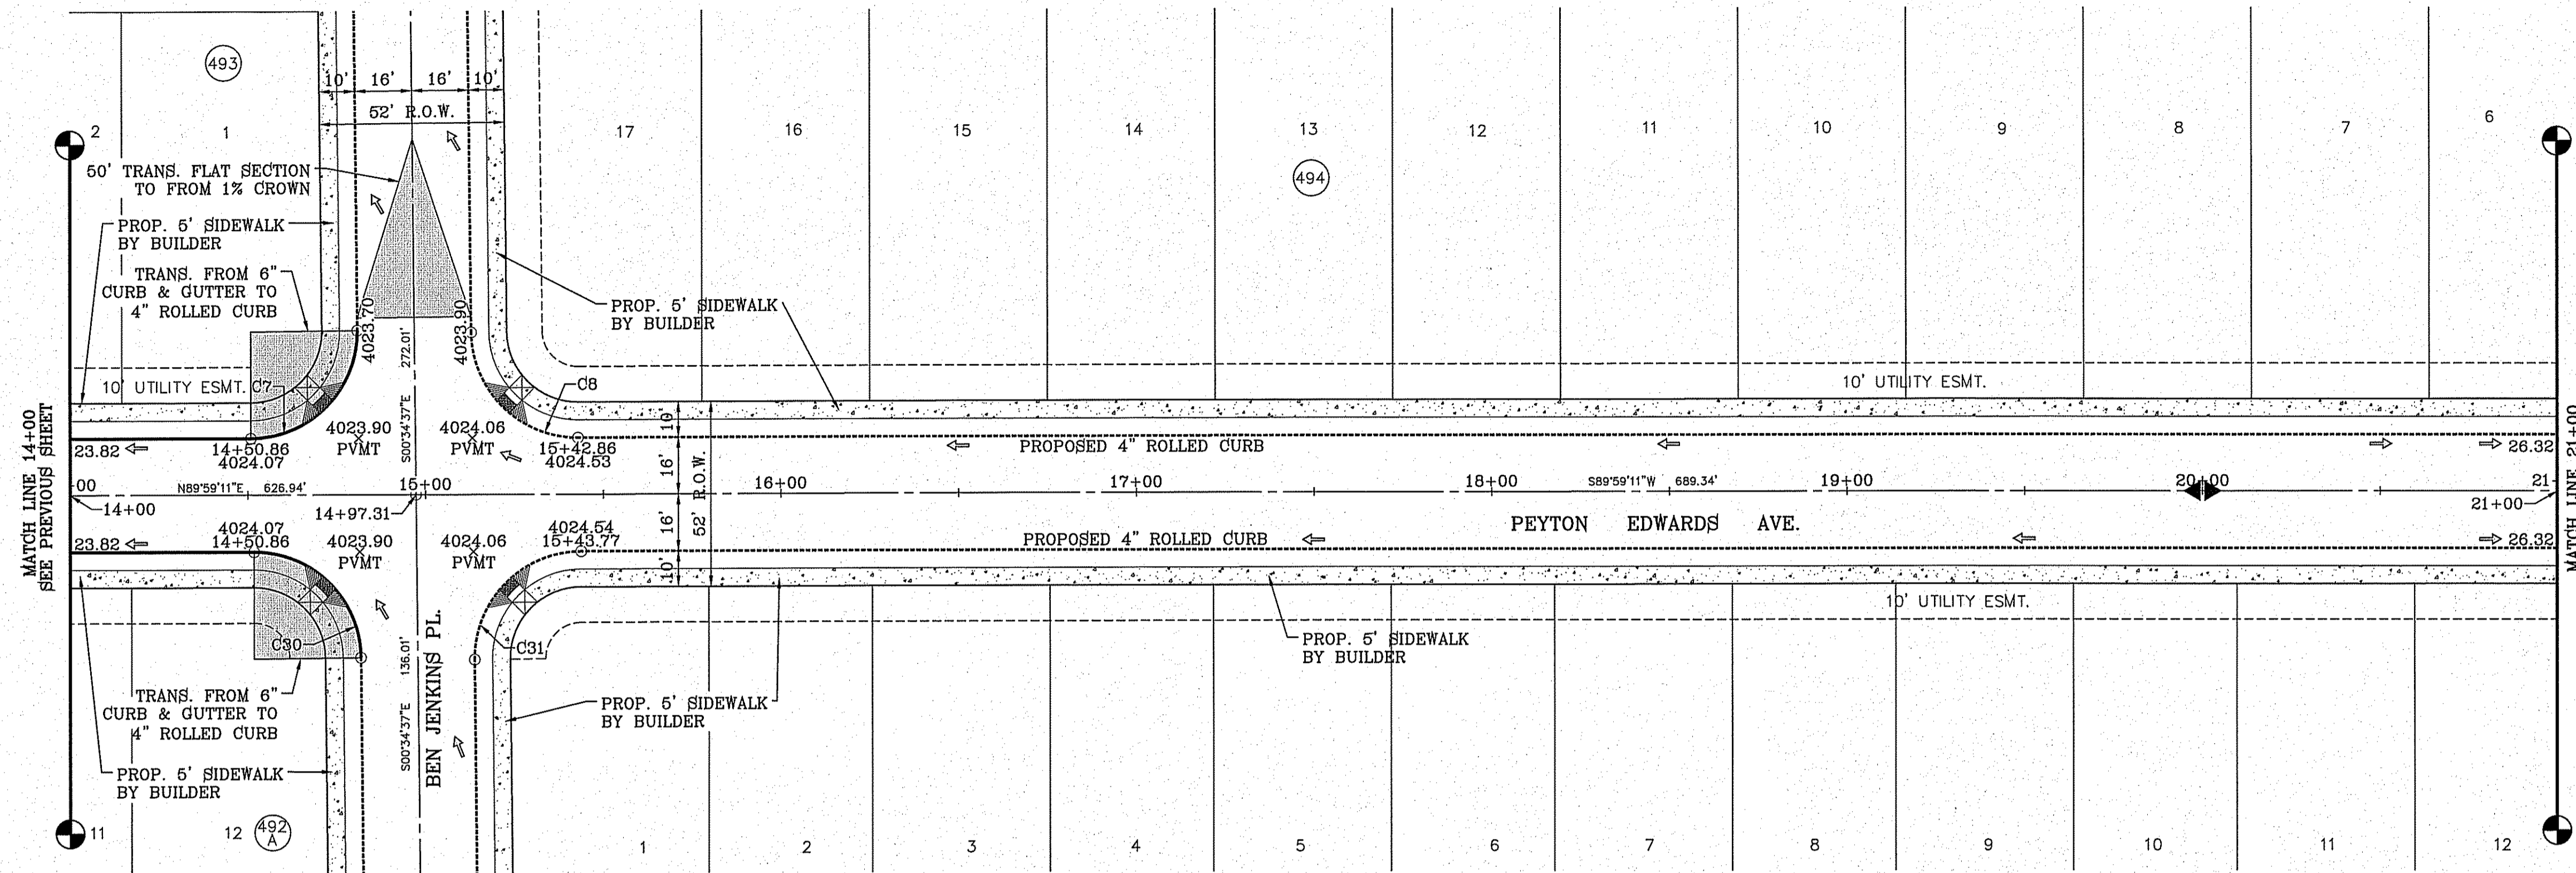 493
10' 16' 16' 10'
52' R.O.W.
2
1
17
16
15
14
13
12
11
10
9
8
7
6
494
50' TRANS. FLAT SECTION
TO FROM 1% CROWN
PROP. 5' SIDEWALK
BY BUILDER
TRANS. FROM 6"
CURB & GUTTER TO
4" ROLLED CURB
4023.70
4023.90
272.01'
S00°34'37"E
PROP. 5' SIDEWALK
BY BUILDER
10' UTILITY ESMT.
C7
C8
10' UTILITY ESMT.
MATCH LINE 14+00
SEE PREVIOUS SHEET
23.82
14+50.86
4024.07
4023.90
PVMT
4024.06
PVMT
15+42.86
4024.53
10'
16'
52' R.O.W.
16'
10'
PROPOSED 4" ROLLED CURB
26.32
00
N89°59'11"E 626.94'
15+00
16+00
17+00
18+00
S89°59'11"W 689.34'
19+00
20+00
21
14+00
14+97.31
21+00
PEYTON EDWARDS AVE.
MATCH LINE 21+00
23.82
4024.07
14+50.86
4023.90
PVMT
4024.06
PVMT
4024.54
15+43.77
PROPOSED 4" ROLLED CURB
26.32
10' UTILITY ESMT.
C30
C31
136.01'
S00°34'37"E
BEN JENKINS PL.
PROP. 5' SIDEWALK
BY BUILDER
TRANS. FROM 6"
CURB & GUTTER TO
4" ROLLED CURB
PROP. 5' SIDEWALK
BY BUILDER
PROP. 5' SIDEWALK
BY BUILDER
11
12
492
A
1
2
3
4
5
6
7
8
9
10
11
12